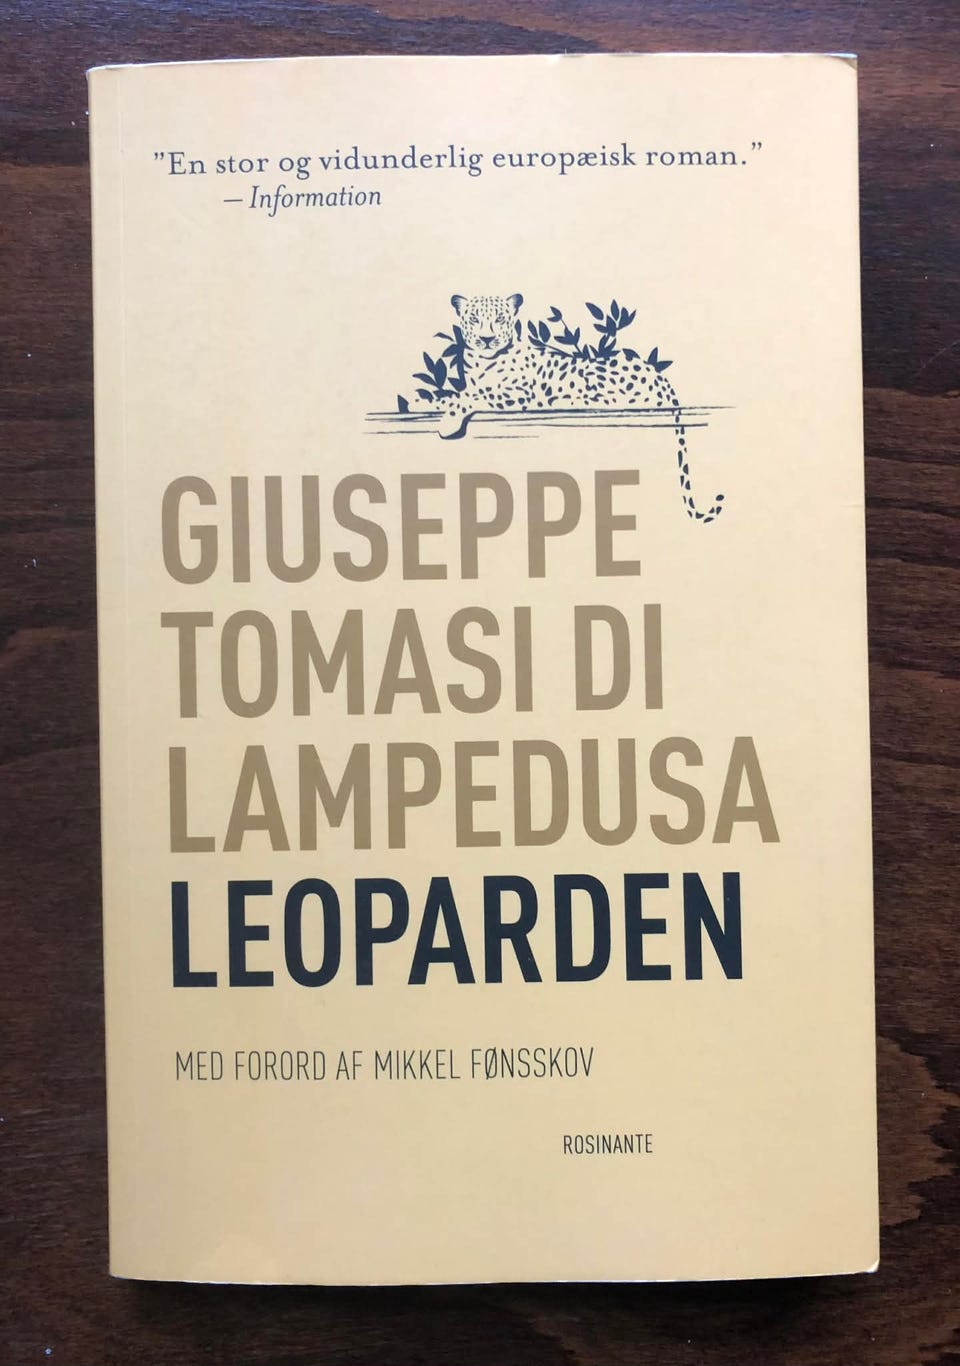 ”En stor og vidunderlig europæisk roman.”
— Information
GIUSEPPE
TOMASI DI
LAMPEDUSA
LEOPARDEN
MED FORORD AF MIKKEL FØNSSKOV
ROSINANTE